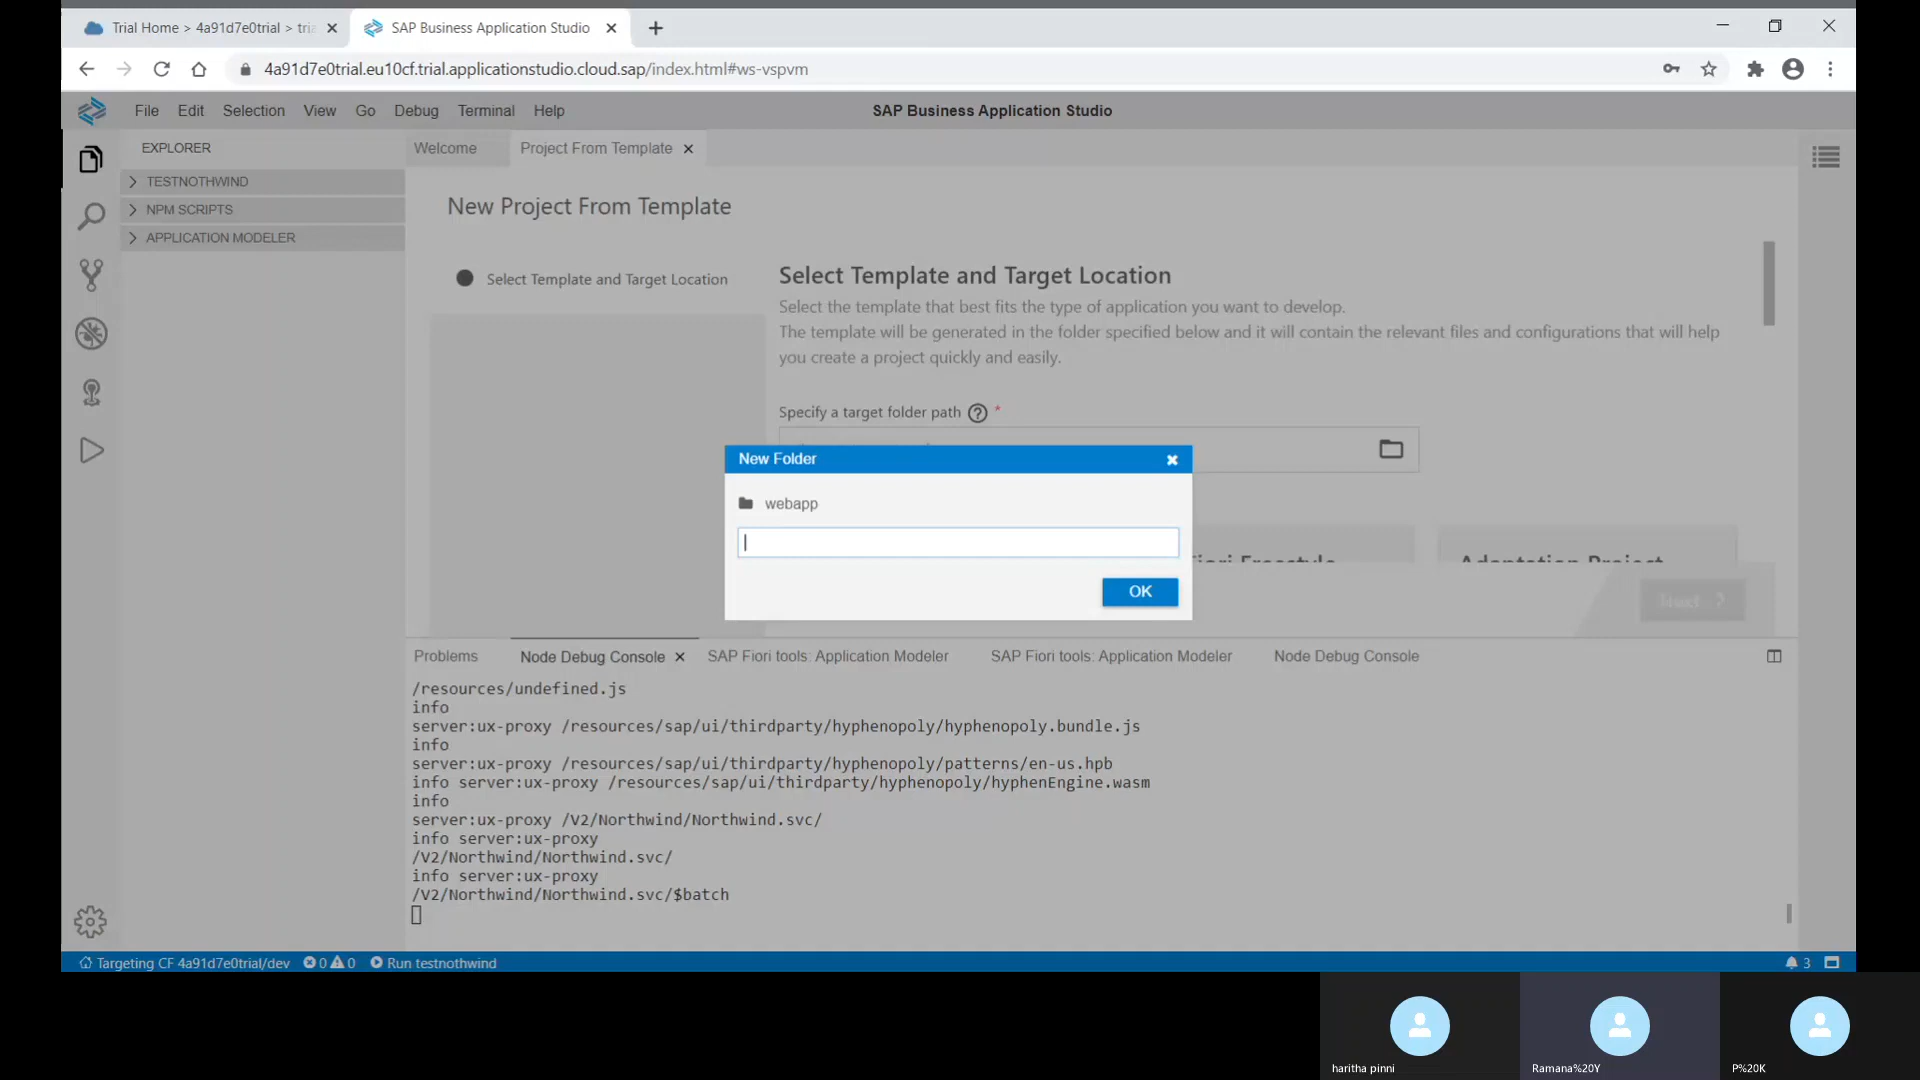 Trial Home > 4a91d7e0trial > tria
SAP Business Application Studio
4a91d7e0trial.eu10cf.trial.applicationstudio.cloud.sap/index.html#ws-vspvm
File Edit Selection View Go Debug Terminal Help
SAP Business Application Studio
EXPLORER
Welcome
Project From Template
TESTNOTHWIND
NPM SCRIPTS
APPLICATION MODELER
New Project From Template
Select Template and Target Location
Select Template and Target Location
Select the template that best fits the type of application you want to develop.
The template will be generated in the folder specified below and it will contain the relevant files and configurations that will help
you create a project quickly and easily.
Specify a target folder path ? *
New Folder
webapp
OK
Fiori Freestyle
Adaptation Project
Problems
Node Debug Console
SAP Fiori tools: Application Modeler
SAP Fiori tools: Application Modeler
Node Debug Console
/resources/undefined.js
info
server:ux-proxy /resources/sap/ui/thirdparty/hyphenopoly/hyphenopoly.bundle.js
info
server:ux-proxy /resources/sap/ui/thirdparty/hyphenopoly/patterns/en-us.hpb
info server:ux-proxy /resources/sap/ui/thirdparty/hyphenopoly/hyphenEngine.wasm
info
server:ux-proxy /V2/Northwind/Northwind.svc/
info server:ux-proxy
/V2/Northwind/Northwind.svc/
info server:ux-proxy
/V2/Northwind/Northwind.svc/$batch
Targeting CF 4a91d7e0trial/dev 0 0 Run testnothwind
3
haritha pinni
Ramana%20Y
P%20K